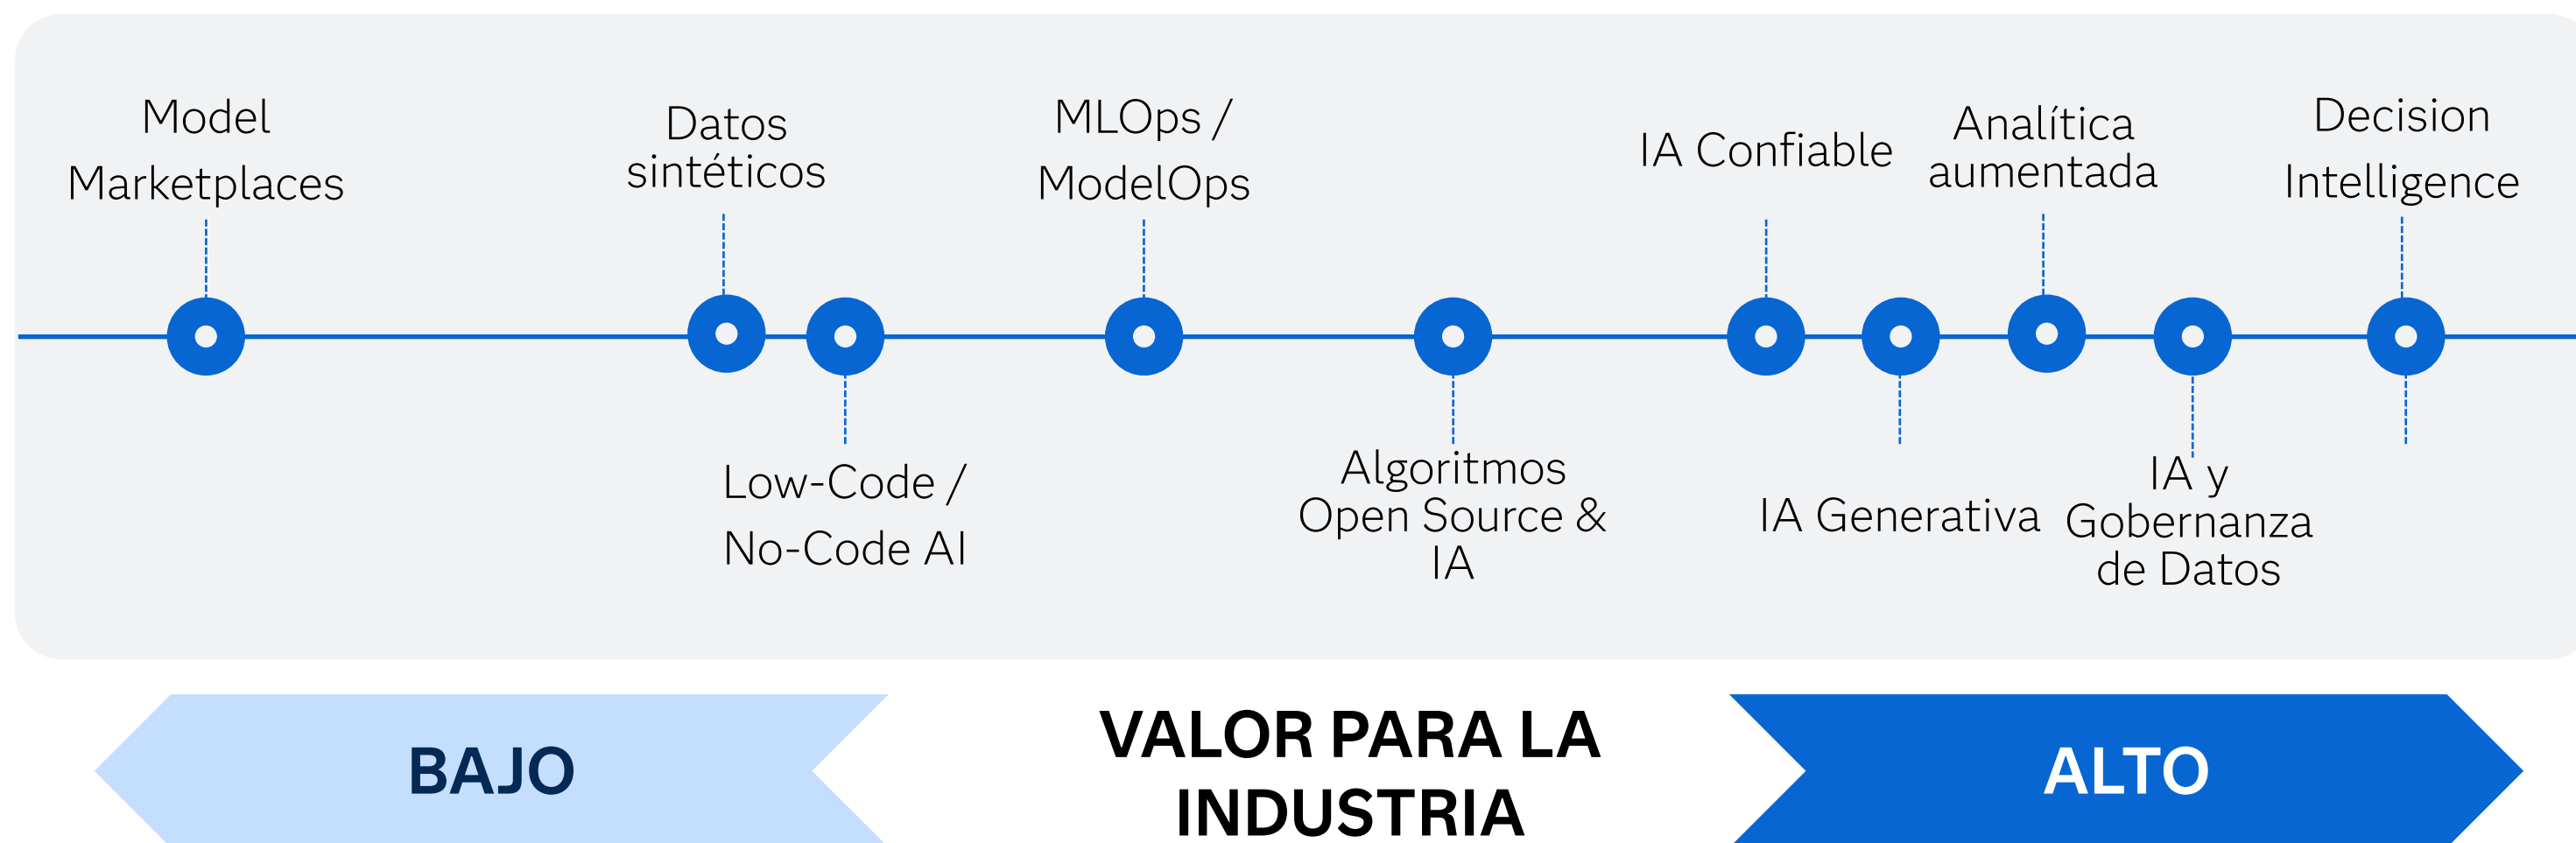 Model
Marketplaces
Datos
sintéticos
MLOps /
ModelOps
IA Confiable
Analítica
aumentada
Decision
Intelligence
Low-Code /
No-Code AI
Algoritmos
Open Source &
IA
IA Generativa
IA y
Gobernanza
de Datos
BAJO
VALOR PARA LA
INDUSTRIA
ALTO